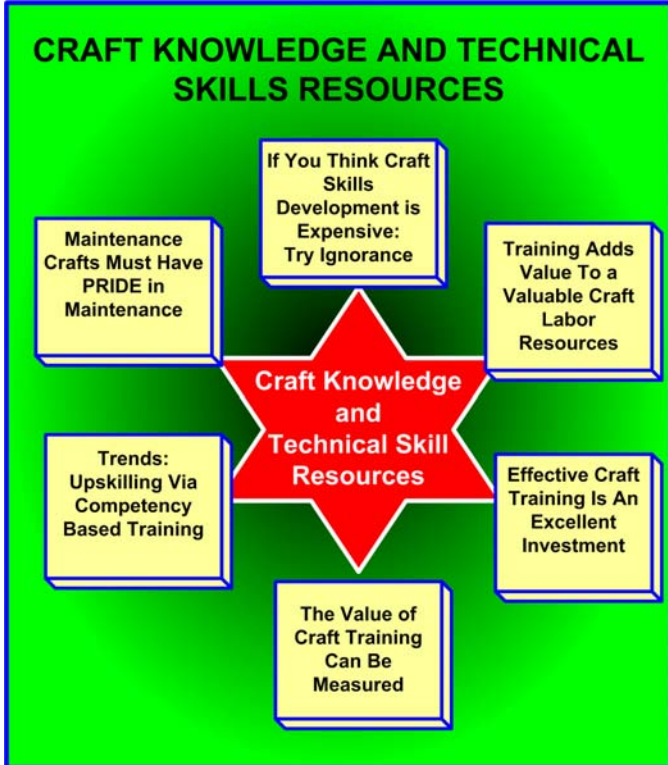 CRAFT KNOWLEDGE AND TECHNICAL
SKILLS RESOURCES
If You Think Craft
Skills
Development is
Expensive:
Try Ignorance
Maintenance
Crafts Must Have
PRIDE in
Maintenance
Training Adds
Value To a
Valuable Craft
Labor
Resources
Craft Knowledge
and
Technical Skill
Resources
Trends:
Upskilling Via
Competency
Based Training
Effective Craft
Training Is An
Excellent
Investment
The Value of
Craft Training
Can Be
Measured